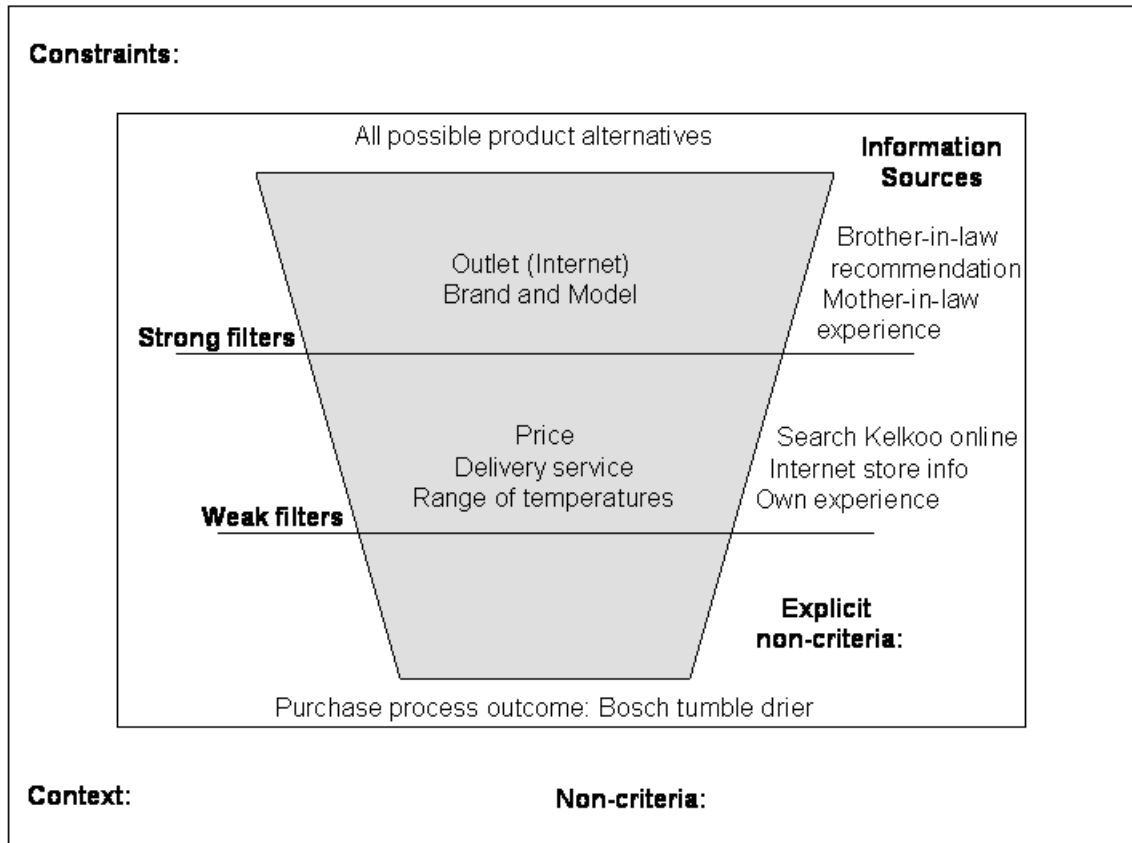 Constraints:
All possible product alternatives
Information
Sources
Outlet (Internet)
Brand and Model
Brother-in-law
recommendation
Mother-in-law
experience
Strong filters
Price
Delivery service
Range of temperatures
Search Kelkoo online
Internet store info
Own experience
Weak filters
Explicit
non-criteria:
Purchase process outcome: Bosch tumble drier
Context:
Non-criteria: